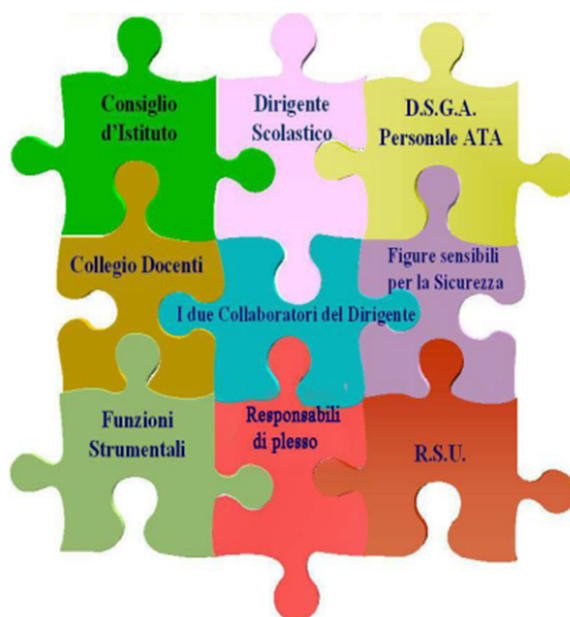 Consiglio
d'Istituto
Dirigente
Scolastico
D.S.G.A.
Personale ATA
Collegio Docenti
I due Collaboratori del Dirigente
Figure sensibili
per la Sicurezza
Funzioni
Strumentali
Responsabili
di plesso
R.S.U.